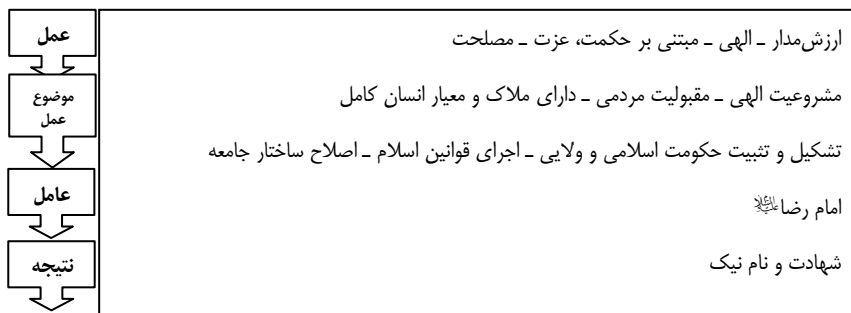 عمل
ارزش‌مدار ـ الهی ـ مبتنی بر حکمت، عزت ـ مصلحت
موضوع
عمل
مشروعیت الهی ـ مقبولیت مردمی ـ دارای ملاک و معیار انسان کامل
تشکیل و تثبیت حکومت اسلامی و ولایی ـ اجرای قوانین اسلام ـ اصلاح ساختار جامعه
عامل
امام رضا علیه‌السلام
نتیجه
شهادت و نام نیک